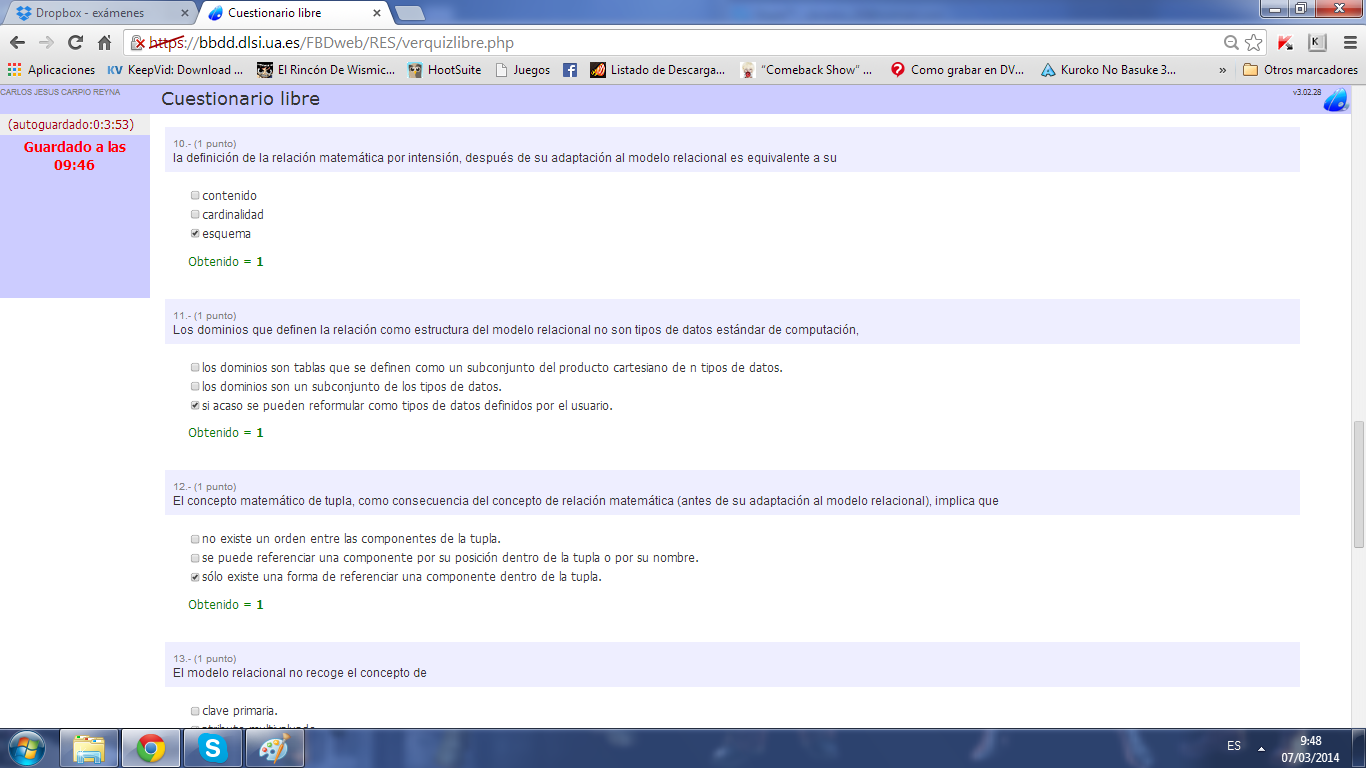 Dropbox - exámenes
Cuestionario libre
https://bbdd.dlsi.ua.es/FBDweb/RES/verquizlibre.php
Aplicaciones
KeepVid: Download ...
El Rincón De Wismic...
HootSuite
Juegos
Listado de Descarga...
"Comeback Show" ...
Como grabar en DV...
Kuroko No Basuke 3...
»
Otros marcadores
CARLOS JESUS CARPIO REYNA
Cuestionario libre
v3.02.28
(autoguardado:0:3:53)
Guardado a las
09:46
10.- (1 punto)
la definición de la relación matemática por intensión, después de su adaptación al modelo relacional es equivalente a su
contenido
cardinalidad
esquema
Obtenido = 1
11.- (1 punto)
Los dominios que definen la relación como estructura del modelo relacional no son tipos de datos estándar de computación,
los dominios son tablas que se definen como un subconjunto del producto cartesiano de n tipos de datos.
los dominios son un subconjunto de los tipos de datos.
si acaso se pueden reformular como tipos de datos definidos por el usuario.
Obtenido = 1
12.- (1 punto)
El concepto matemático de tupla, como consecuencia del concepto de relación matemática (antes de su adaptación al modelo relacional), implica que
no existe un orden entre las componentes de la tupla.
se puede referenciar una componente por su posición dentro de la tupla o por su nombre.
sólo existe una forma de referenciar una componente dentro de la tupla.
Obtenido = 1
13.- (1 punto)
El modelo relacional no recoge el concepto de
clave primaria.
ES
9:48
07/03/2014